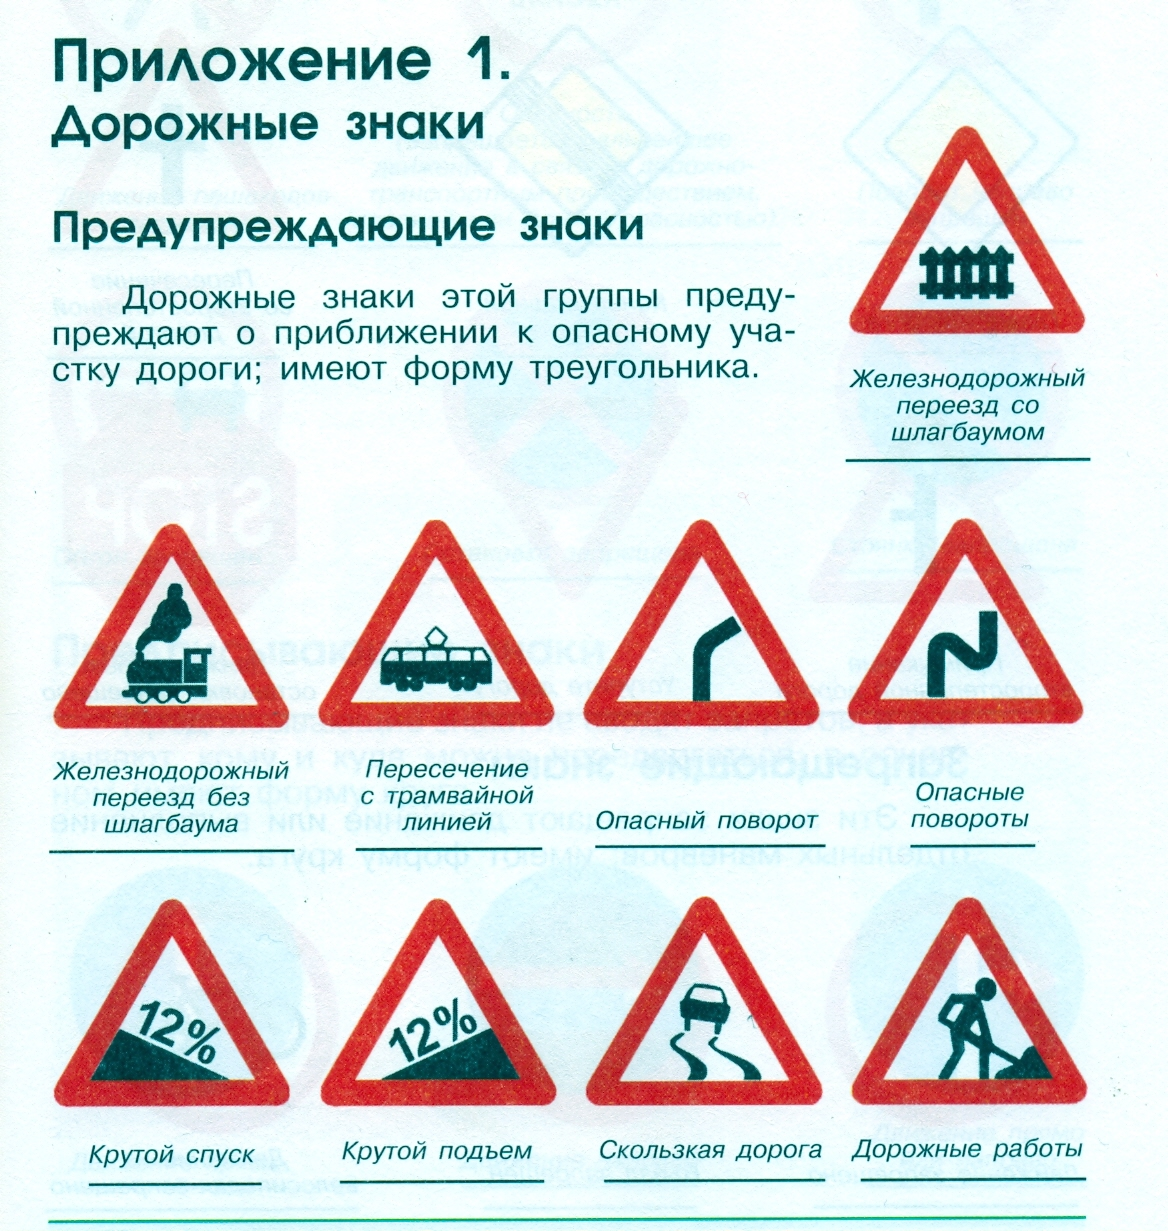 Приложение 1.
Дорожные знаки
Предупреждающие знаки
Дорожные знаки этой группы преду-
преждают о приближении к опасному уча-
стку дороги; имеют форму треугольника.
Железнодорожный
переезд со
шлагбаумом
Железнодорожный
переезд без
шлагбаума
Пересечение
с трамвайной
линией
Опасный поворот
Опасные
повороты
12%
12%
Крутой спуск
Крутой подъем
Скользкая дорога
Дорожные работы